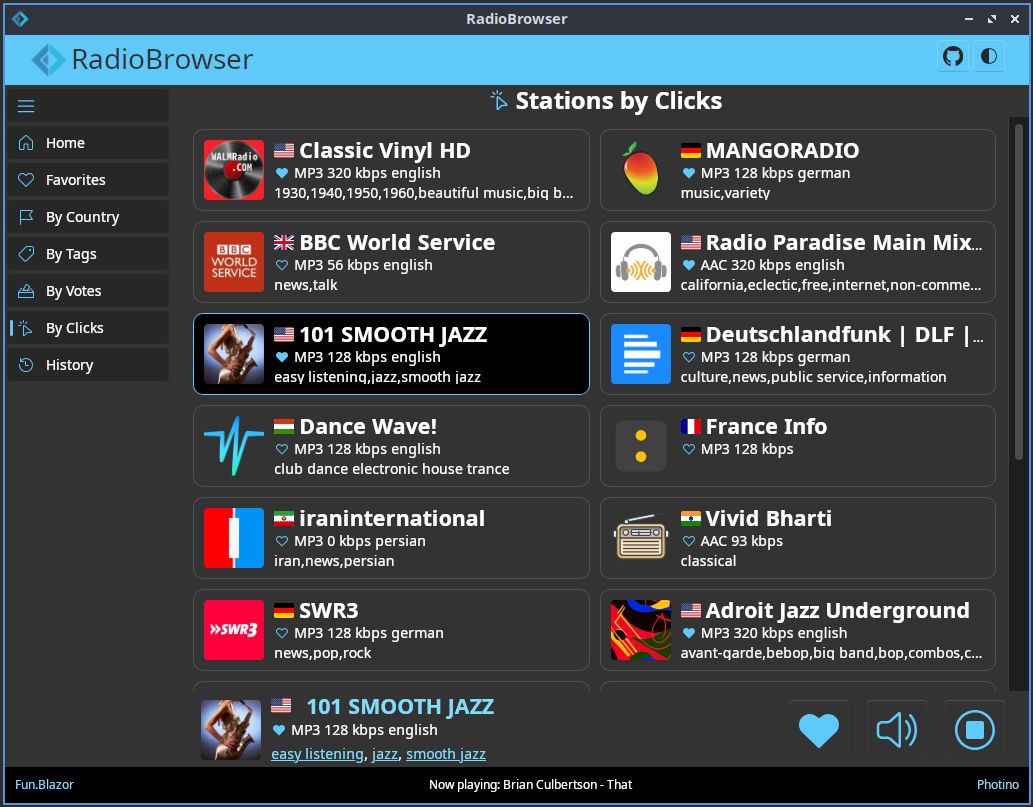 RadioBrowser
RadioBrowser
Stations by Clicks
Home
Favorites
By Country
By Tags
By Votes
By Clicks
History
WALMRadio
.COM
Classic Vinyl HD
MP3 320 kbps english
1930,1940,1950,1960,beautiful music,big b...
MANGORADIO
MP3 128 kbps german
music,variety
BBC
WORLD
SERVICE
BBC World Service
MP3 56 kbps english
news,talk
Radio Paradise Main Mix...
AAC 320 kbps english
california,eclectic,free,internet,non-comme...
101 SMOOTH JAZZ
MP3 128 kbps english
easy listening,jazz,smooth jazz
Deutschlandfunk | DLF |...
MP3 128 kbps german
culture,news,public service,information
Dance Wave!
MP3 128 kbps english
club dance electronic house trance
France Info
MP3 128 kbps
iraninternational
MP3 0 kbps persian
iran,news,persian
Vivid Bharti
AAC 93 kbps
classical
»SWR3
SWR3
MP3 128 kbps german
news,pop,rock
Adroit Jazz Underground
MP3 320 kbps english
avant-garde,bebop,big band,bop,combos,c...
101 SMOOTH JAZZ
MP3 128 kbps english
easy listening, jazz, smooth jazz
Fun.Blazor
Now playing: Brian Culbertson - That
Photino